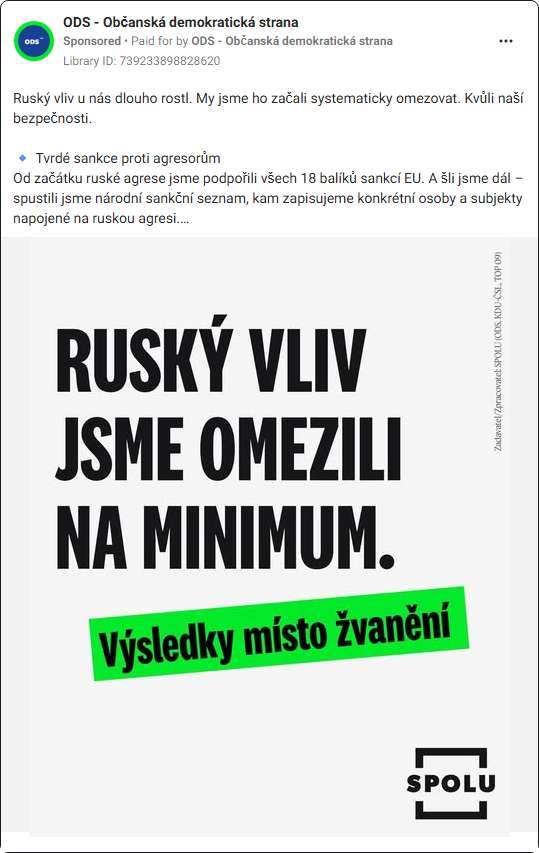 ODS - Občanská demokratická strana
Sponsored • Paid for by ODS - Občanská demokratická strana
Library ID: 739233898828620
Ruský vliv u nás dlouho rostl. My jsme ho začali systematicky omezovat. Kvůli naší
bezpečnosti.
🔹 Tvrdé sankce proti agresorům
Od začátku ruské agrese jsme podpořili všech 18 balíků sankcí EU. A šli jsme dál –
spustili jsme národní sankční seznam, kam zapisujeme konkrétní osoby a subjekty
napojené na ruskou agresi....
Zadavatel/Zpracovatel: SPOLU (ODS, KDU-ČSL, TOP 09)
RUSKÝ VLIV
JSME OMEZILI
NA MINIMUM.
Výsledky místo žvanění
SPOLU